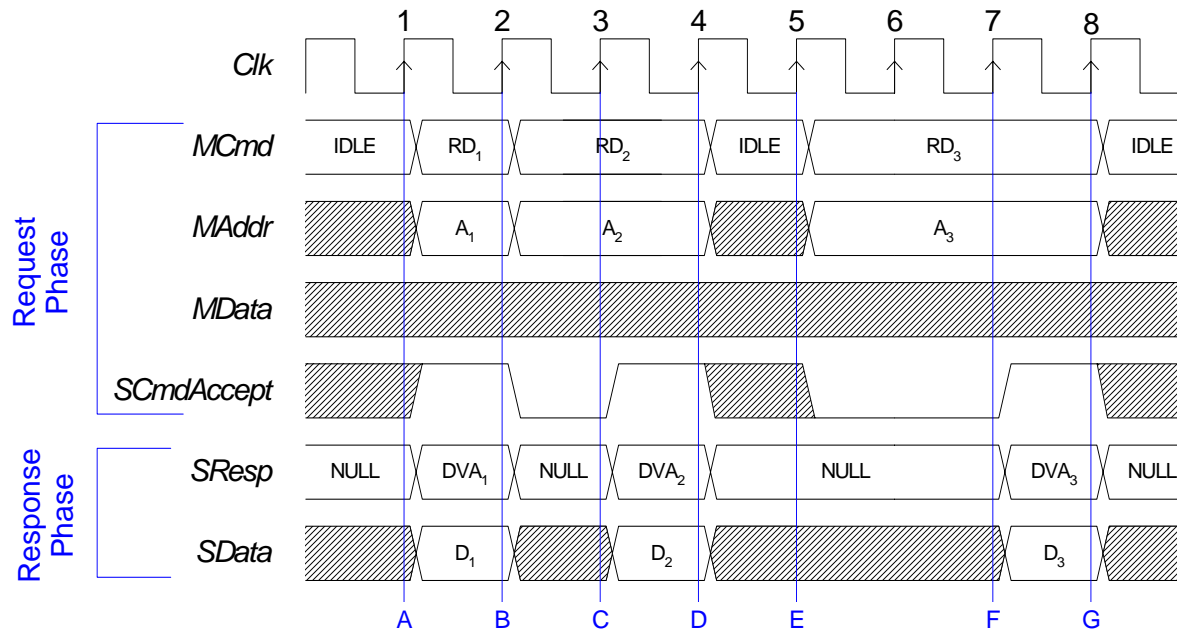 1 2 3 4 5 6 7 8
Clk
MCmd IDLE RD₁ RD₂ IDLE RD₃ IDLE
MAddr A₁ A₂ A₃
MData
SCmdAccept
Request
Phase
SResp NULL DVA₁ NULL DVA₂ NULL DVA₃ NULL
SData D₁ D₂ D₃
Response
Phase
A B C D E F G